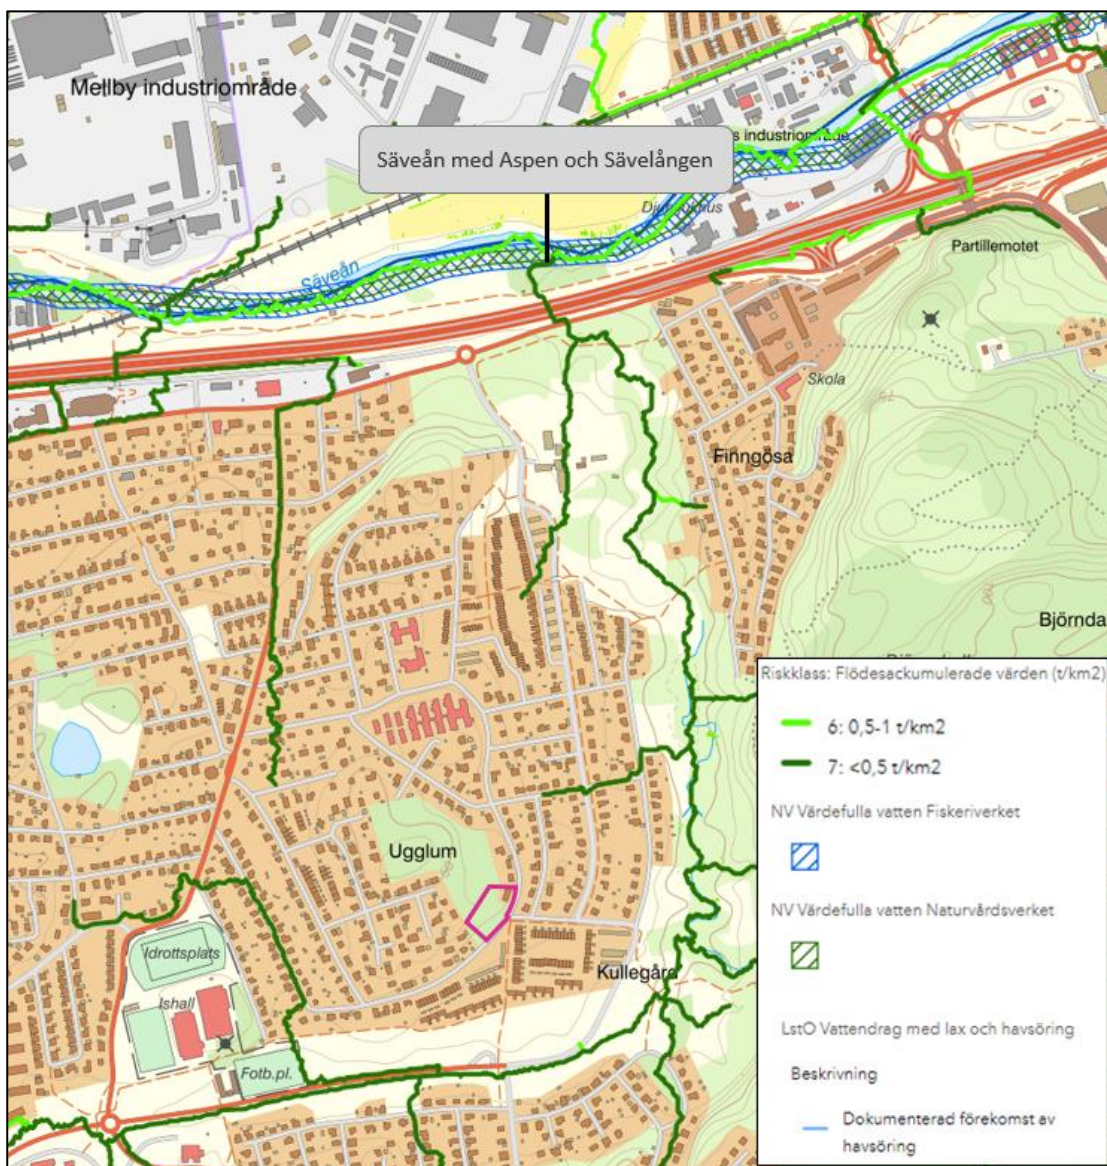 Mellby industriområde
s industriområde
Säveån med Aspen och Sävelången
Säveån
Partillemotet
Skola
Finngösa
Björnda
Riskklass: Flödesackumulerade värden (t/km2)
6: 0,5-1 t/km2
7: <0,5 t/km2
NV Värdefulla vatten Fiskeriverket
Ugglum
NV Värdefulla vatten Naturvårdsverket
Idrottsplats
Kullegård
Ishall
LstO Vattendrag med lax och havsöring
Fotb.pl.
Beskrivning
Dokumenterad förekomst av
havsöring